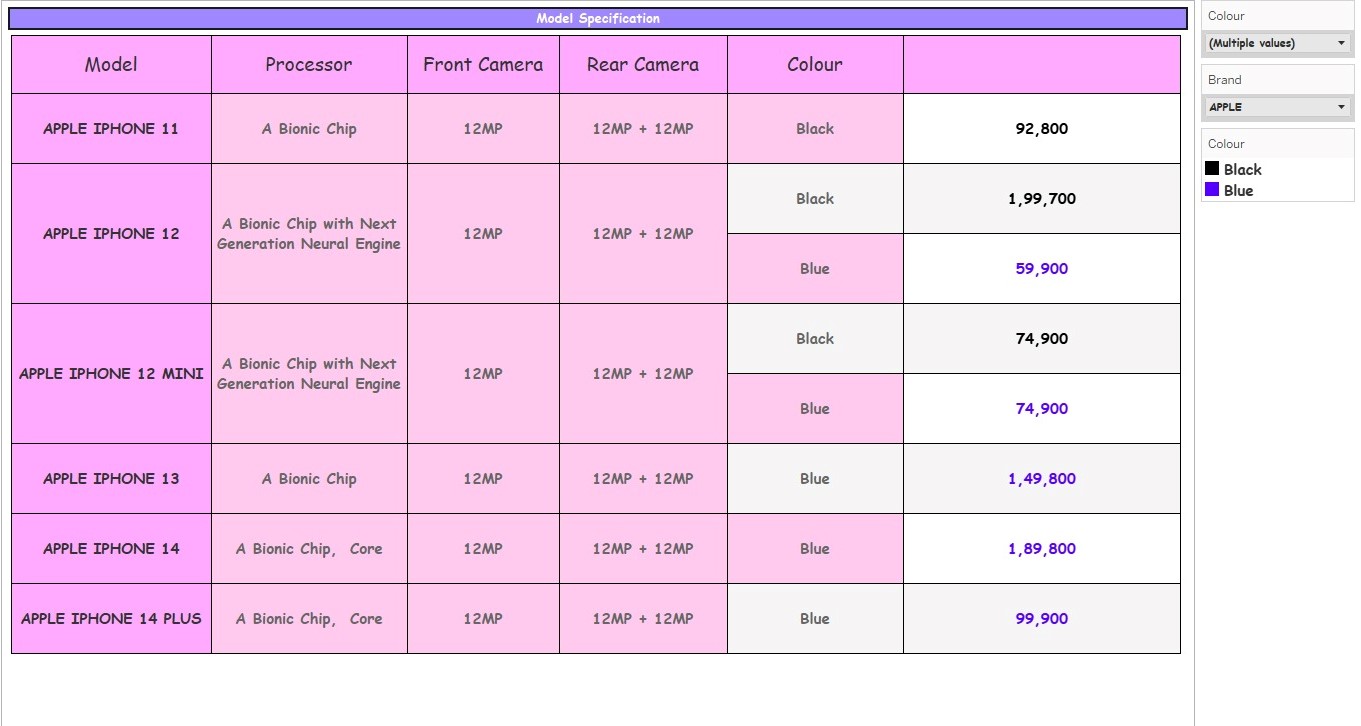 Model Specification
Model Processor Front Camera Rear Camera Colour
APPLE IPHONE 11 A Bionic Chip 12MP 12MP + 12MP Black 92,800
APPLE IPHONE 12 A Bionic Chip with Next
Generation Neural Engine 12MP 12MP + 12MP Black 1,99,700
Blue 59,900
APPLE IPHONE 12 MINI A Bionic Chip with Next
Generation Neural Engine 12MP 12MP + 12MP Black 74,900
Blue 74,900
APPLE IPHONE 13 A Bionic Chip 12MP 12MP + 12MP Blue 1,49,800
APPLE IPHONE 14 A Bionic Chip, Core 12MP 12MP + 12MP Blue 1,89,800
APPLE IPHONE 14 PLUS A Bionic Chip, Core 12MP 12MP + 12MP Blue 99,900
Colour
(Multiple values)
Brand
APPLE
Colour
Black
Blue